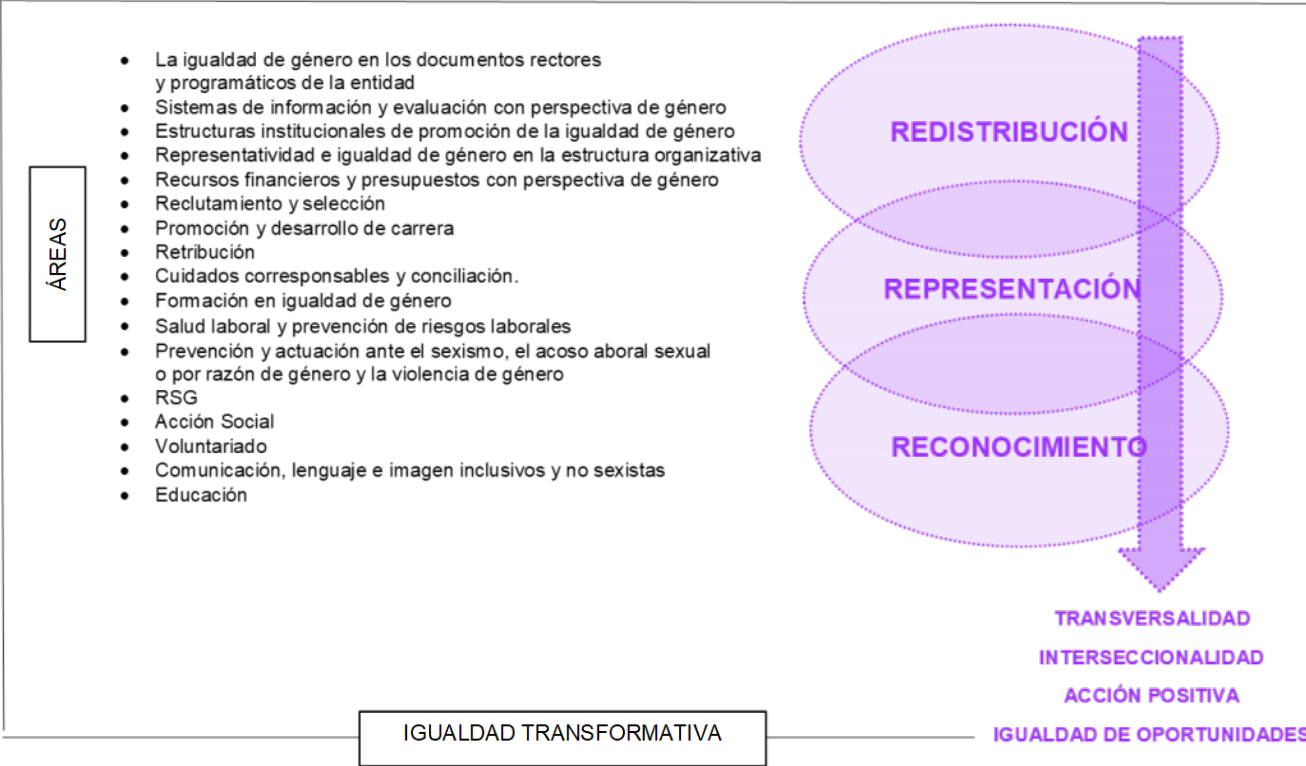 ÁREAS
• La igualdad de género en los documentos rectores
y programáticos de la entidad
• Sistemas de información y evaluación con perspectiva de género
• Estructuras institucionales de promoción de la igualdad de género
• Representatividad e igualdad de género en la estructura organizativa
• Recursos financieros y presupuestos con perspectiva de género
• Reclutamiento y selección
• Promoción y desarrollo de carrera
• Retribución
• Cuidados corresponsables y conciliación.
• Formación en igualdad de género
• Salud laboral y prevención de riesgos laborales
• Prevención y actuación ante el sexismo, el acoso aboral sexual
o por razón de género y la violencia de género
• RSG
• Acción Social
• Voluntariado
• Comunicación, lenguaje e imagen inclusivos y no sexistas
• Educación
REDISTRIBUCIÓN
REPRESENTACIÓN
RECONOCIMIENTO
TRANSVERSALIDAD
INTERSECCIONALIDAD
ACCIÓN POSITIVA
IGUALDAD DE OPORTUNIDADES
IGUALDAD TRANSFORMATIVA